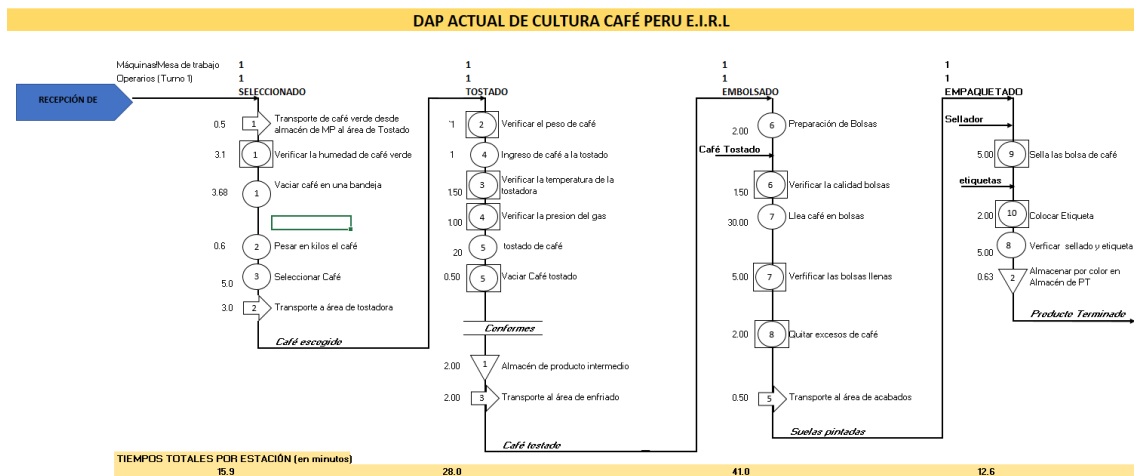 DAP ACTUAL DE CULTURA CAFÉ PERU E.I.R.L
Máquinas/Mesa de trabajo 1 1 1 1
Operarios (Turno 1) 1 1 1 1
RECEPCIÓN DE
SELECCIONADO
0.5 1 Transporte de café verde desde
almacén de MP al área de Tostado
3.1 1 Verificar la humedad de café verde
3.68 1 Vaciar café en una bandeja
0.6 2 Pesar en kilos el café
5.0 3 Seleccionar Café
3.0 2 Transporte a área de tostadora
Café escogido
TOSTADO
'1 2 Verificar el peso de café
1 4 Ingreso de café a la tostado
1.50 3 Verificar la temperatura de la
tostadora
1.00 4 Verificar la presion del gas
20 5 tostado de café
0.50 5 Vaciar Café tostado
Conformes
2.00 1 Almacén de producto intermedio
2.00 3 Transporte al área de enfriado
Café tostado
EMBOLSADO
2.00 6 Preparación de Bolsas
Café Tostado
1.50 6 Verificar la calidad bolsas
30.00 7 Llea café en bolsas
5.00 7 Verfificar las bolsas llenas
2.00 8 Quitar excesos de café
0.50 5 Transporte al área de acabados
Suelas pintadas
EMPAQUETADO
Sellador
5.00 9 Sella las bolsa de café
etiquetas
2.00 10 Colocar Etiqueta
5.00 8 Verficar sellado y etiqueta
0.63 2 Almacenar por color en
Almacén de PT
Producto Terminado
TIEMPOS TOTALES POR ESTACIÓN (en minutos)
15.9 28.0 41.0 12.6